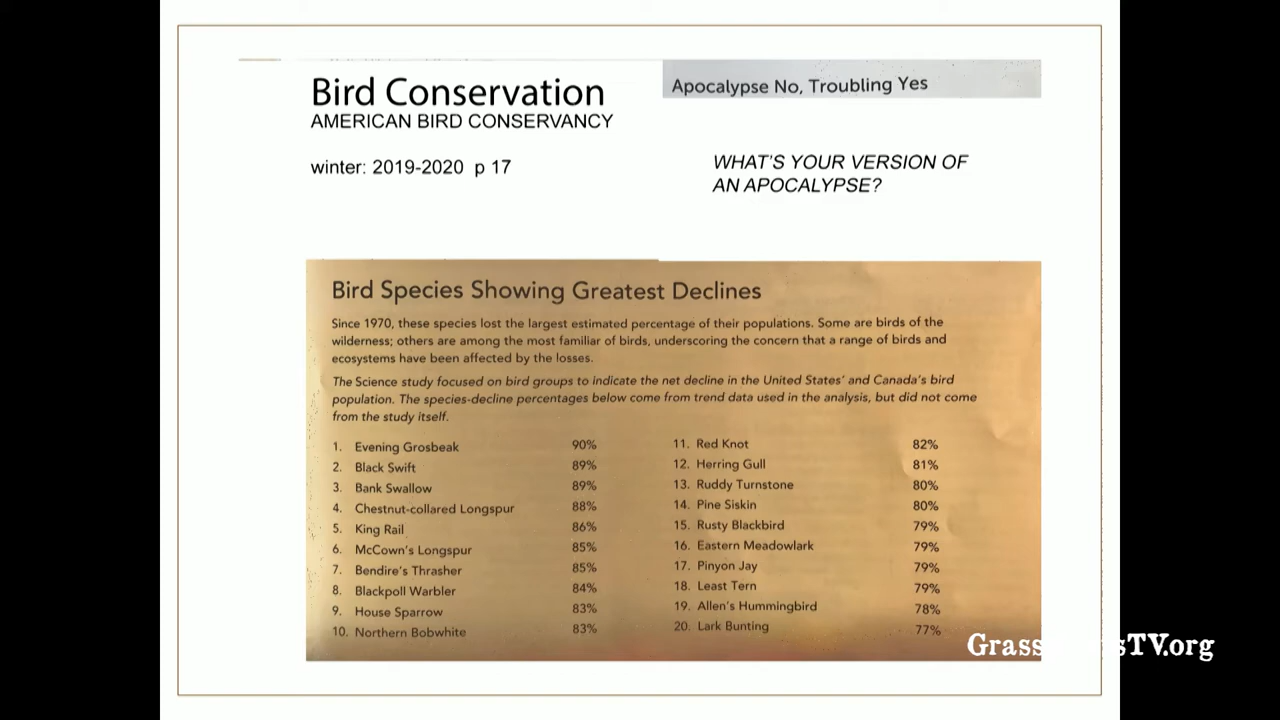 Bird Conservation
AMERICAN BIRD CONSERVANCY
winter: 2019-2020 p 17
Apocalypse No, Troubling Yes
WHAT'S YOUR VERSION OF
AN APOCALYPSE?
Bird Species Showing Greatest Declines
Since 1970, these species lost the largest estimated percentage of their populations. Some are birds of the
wilderness; others are among the most familiar of birds, underscoring the concern that a range of birds and
ecosystems have been affected by the losses.
The Science study focused on bird groups to indicate the net decline in the United States' and Canada's bird
population. The species-decline percentages below come from trend data used in the analysis, but did not come
from the study itself.
1. Evening Grosbeak 90%
2. Black Swift 89%
3. Bank Swallow 89%
4. Chestnut-collared Longspur 88%
5. King Rail 86%
6. McCown's Longspur 85%
7. Bendire's Thrasher 85%
8. Blackpoll Warbler 84%
9. House Sparrow 83%
10. Northern Bobwhite 83%
11. Red Knot 82%
12. Herring Gull 81%
13. Ruddy Turnstone 80%
14. Pine Siskin 80%
15. Rusty Blackbird 79%
16. Eastern Meadowlark 79%
17. Pinyon Jay 79%
18. Least Tern 79%
19. Allen's Hummingbird 78%
20. Lark Bunting 77%